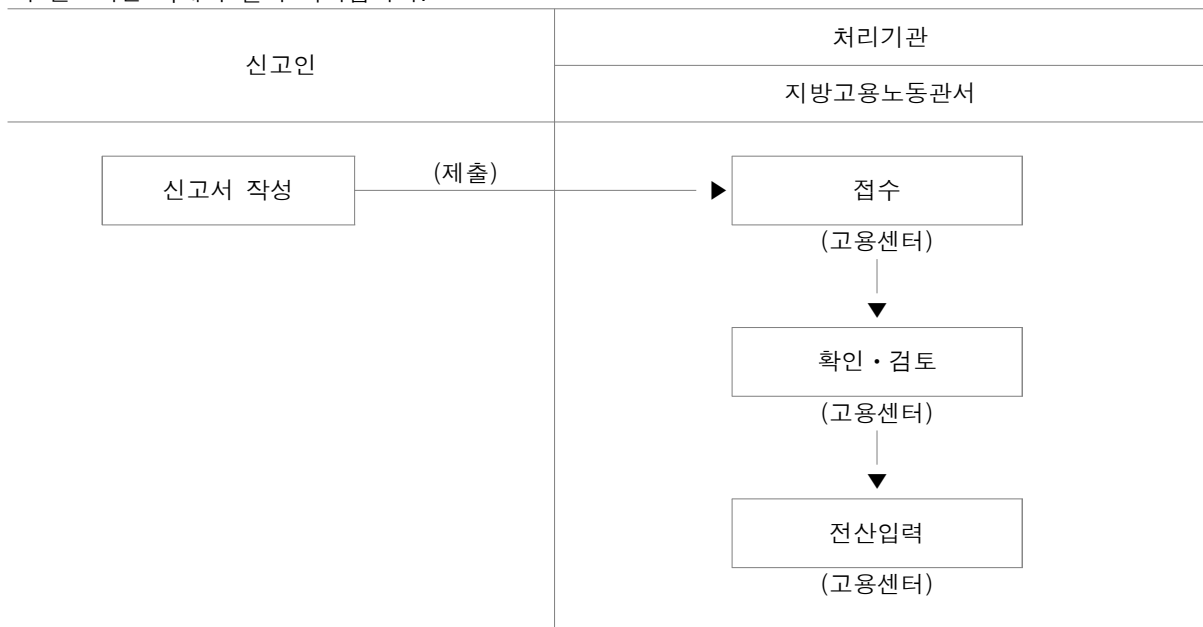 신고인
처리기관
지방고용노동관서
신고서 작성
(제출)
접수
(고용센터)
확인·검토
(고용센터)
전산입력
(고용센터)